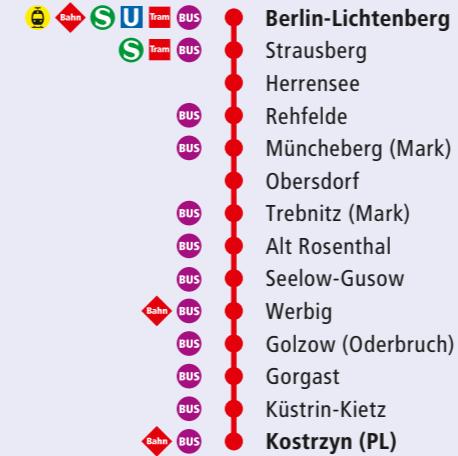 Bahn S U Tram BUS Berlin-Lichtenberg
S Tram BUS Strausberg
Herrensee
BUS Rehfelde
BUS Müncheberg (Mark)
Obersdorf
BUS Trebnitz (Mark)
BUS Alt Rosenthal
BUS Seelow-Gusow
Bahn BUS Werbig
BUS Golzow (Oderbruch)
BUS Gorgast
BUS Küstrin-Kietz
Bahn BUS Kostrzyn (PL)